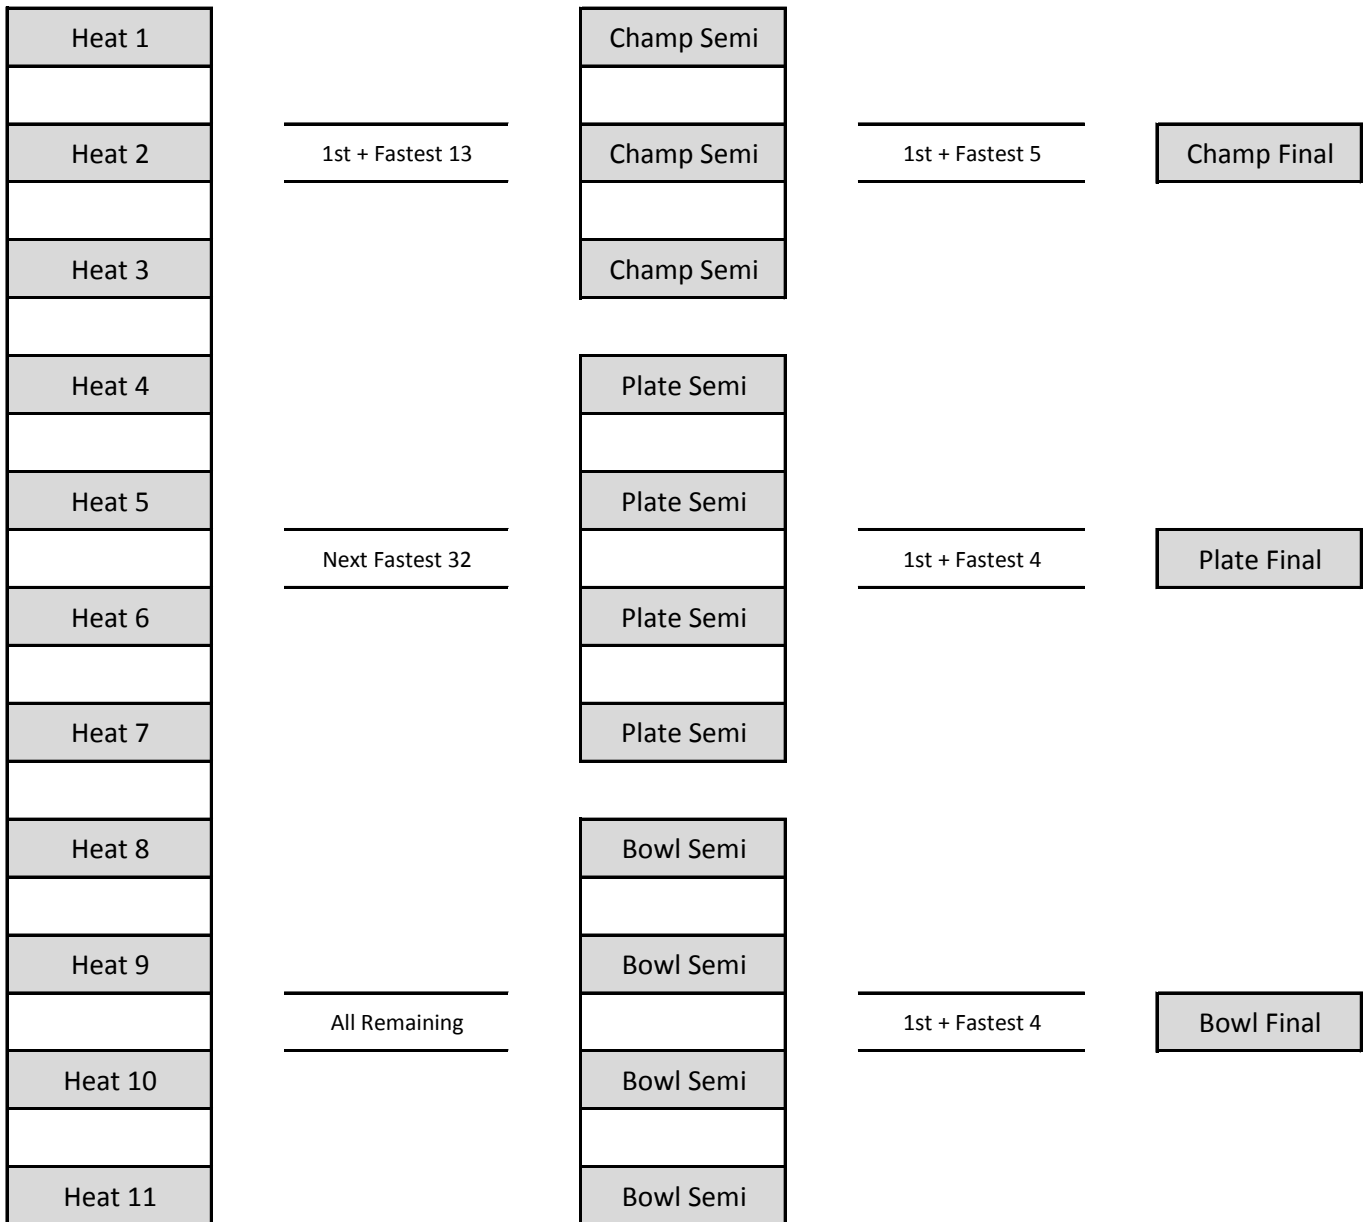 Heat 1
Champ Semi
Heat 2
1st + Fastest 13
Champ Semi
1st + Fastest 5
Champ Final
Heat 3
Champ Semi
Heat 4
Plate Semi
Heat 5
Plate Semi
Next Fastest 32
1st + Fastest 4
Plate Final
Heat 6
Plate Semi
Heat 7
Plate Semi
Heat 8
Bowl Semi
Heat 9
Bowl Semi
All Remaining
1st + Fastest 4
Bowl Final
Heat 10
Bowl Semi
Heat 11
Bowl Semi